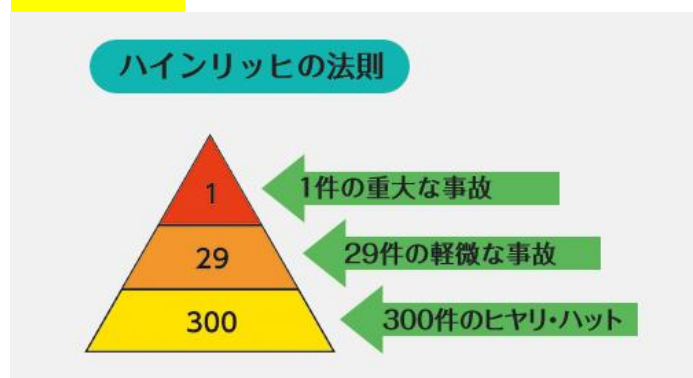 ハインリッヒの法則
1
1件の重大な事故
29
29件の軽微な事故
300
300件のヒヤリ・ハット